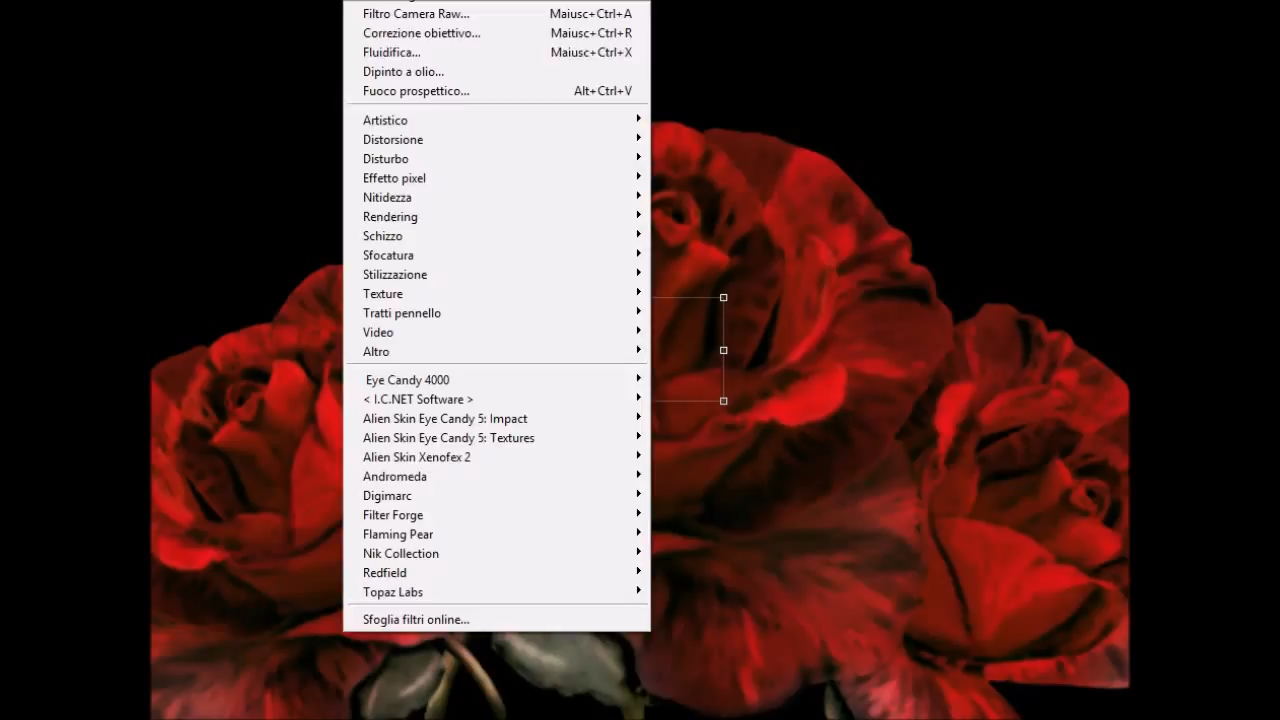 Filtro Camera Raw... Maiusc+Ctrl+A
Correzione obiettivo... Maiusc+Ctrl+R
Fluidifica... Maiusc+Ctrl+X
Dipinto a olio...
Fuoco prospettico... Alt+Ctrl+V
Artistico
Distorsione
Disturbo
Effetto pixel
Nitidezza
Rendering
Schizzo
Sfocatura
Stilizzazione
Texture
Tratti pennello
Video
Altro
Eye Candy 4000
< I.C.NET Software >
Alien Skin Eye Candy 5: Impact
Alien Skin Eye Candy 5: Textures
Alien Skin Xenofex 2
Andromeda
Digimarc
Filter Forge
Flaming Pear
Nik Collection
Redfield
Topaz Labs
Sfoglia filtri online...